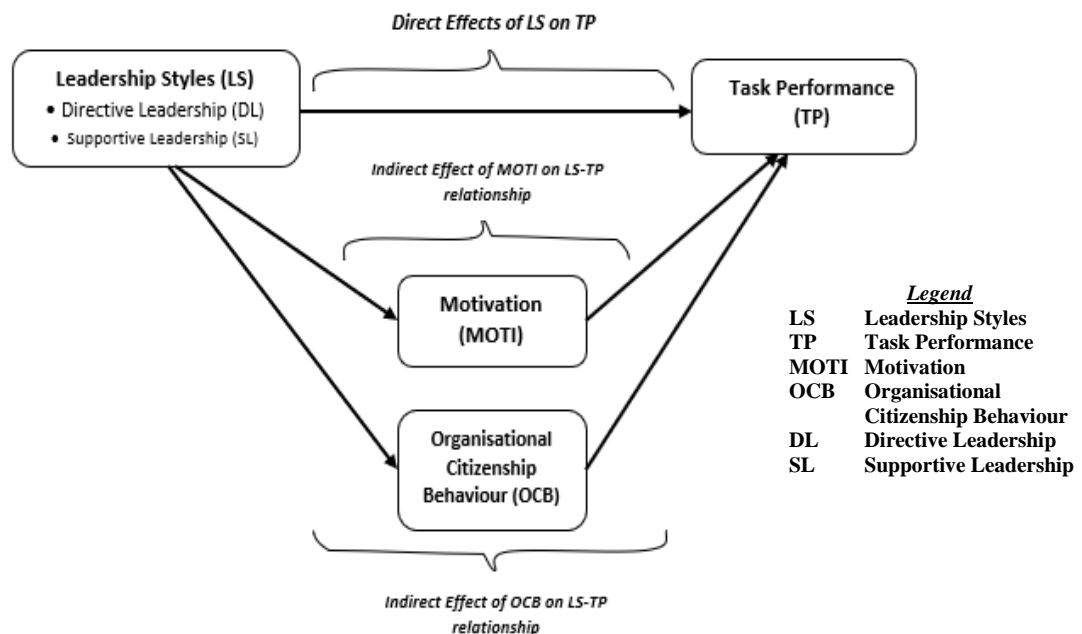 Direct Effects of LS on TP
Leadership Styles (LS)
• Directive Leadership (DL)
• Supportive Leadership (SL)
Task Performance
(TP)
Indirect Effect of MOTI on LS-TP
relationship
Motivation
(MOTI)
Organisational
Citizenship
Behaviour (OCB)
Indirect Effect of OCB on LS-TP
relationship
Legend
LS Leadership Styles
TP Task Performance
MOTI Motivation
OCB Organisational
Citizenship Behaviour
DL Directive Leadership
SL Supportive Leadership